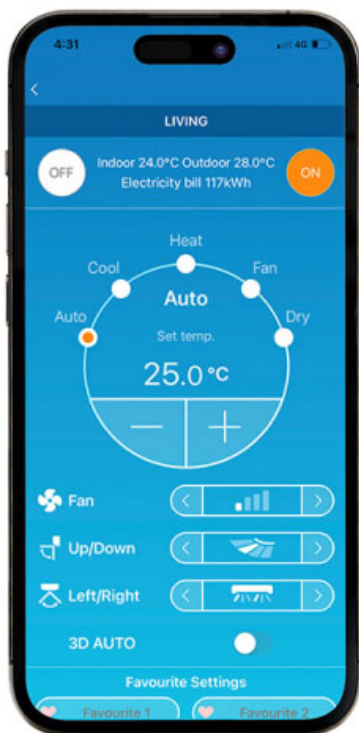 4:31
4G
LIVING
OFF
Indoor 24.0°C Outdoor 28.0°C
Electricity bill 117kWh
ON
Heat
Cool
Fan
Auto
Auto
Dry
Set temp.
25.0 °C
Fan
Up/Down
Left/Right
3D AUTO
Favourite Settings
Favourite 1
Favourite 2